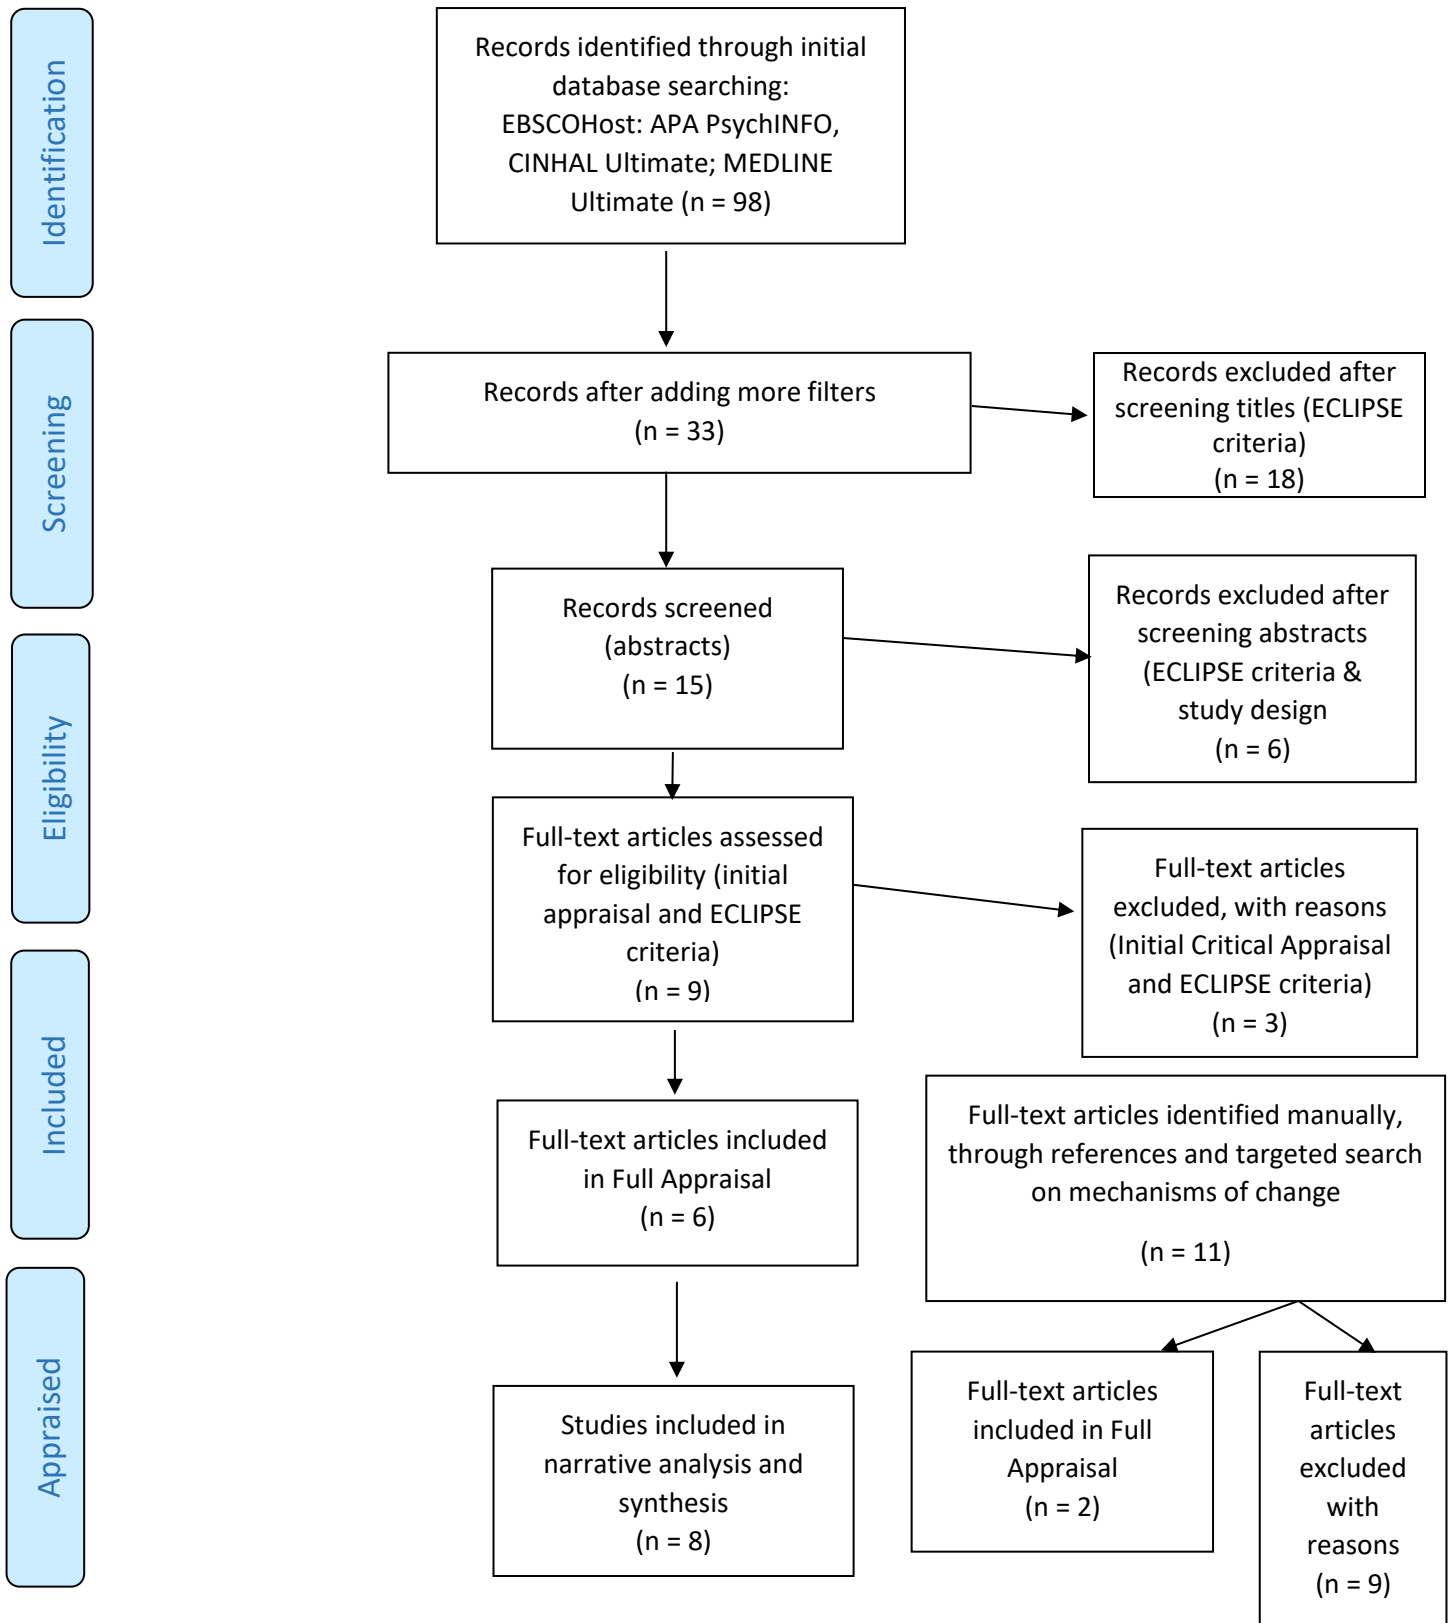 Identification
Records identified through initial
database searching:
EBSCOHost: APA PsychINFO,
CINHAL Ultimate; MEDLINE
Ultimate (n = 98)
Screening
Records after adding more filters
(n = 33)
Records excluded after
screening titles (ECLIPSE
criteria)
(n = 18)
Records screened
(abstracts)
(n = 15)
Records excluded after
screening abstracts
(ECLIPSE criteria &
study design
(n = 6)
Eligibility
Full-text articles assessed
for eligibility (initial
appraisal and ECLIPSE
criteria)
(n = 9)
Full-text articles
excluded, with reasons
(Initial Critical Appraisal
and ECLIPSE criteria)
(n = 3)
Included
Full-text articles included
in Full Appraisal
(n = 6)
Full-text articles identified manually,
through references and targeted search
on mechanisms of change
(n = 11)
Appraised
Studies included in
narrative analysis and
synthesis
(n = 8)
Full-text articles
included in Full
Appraisal
(n = 2)
Full-text
articles
excluded
with
reasons
(n = 9)